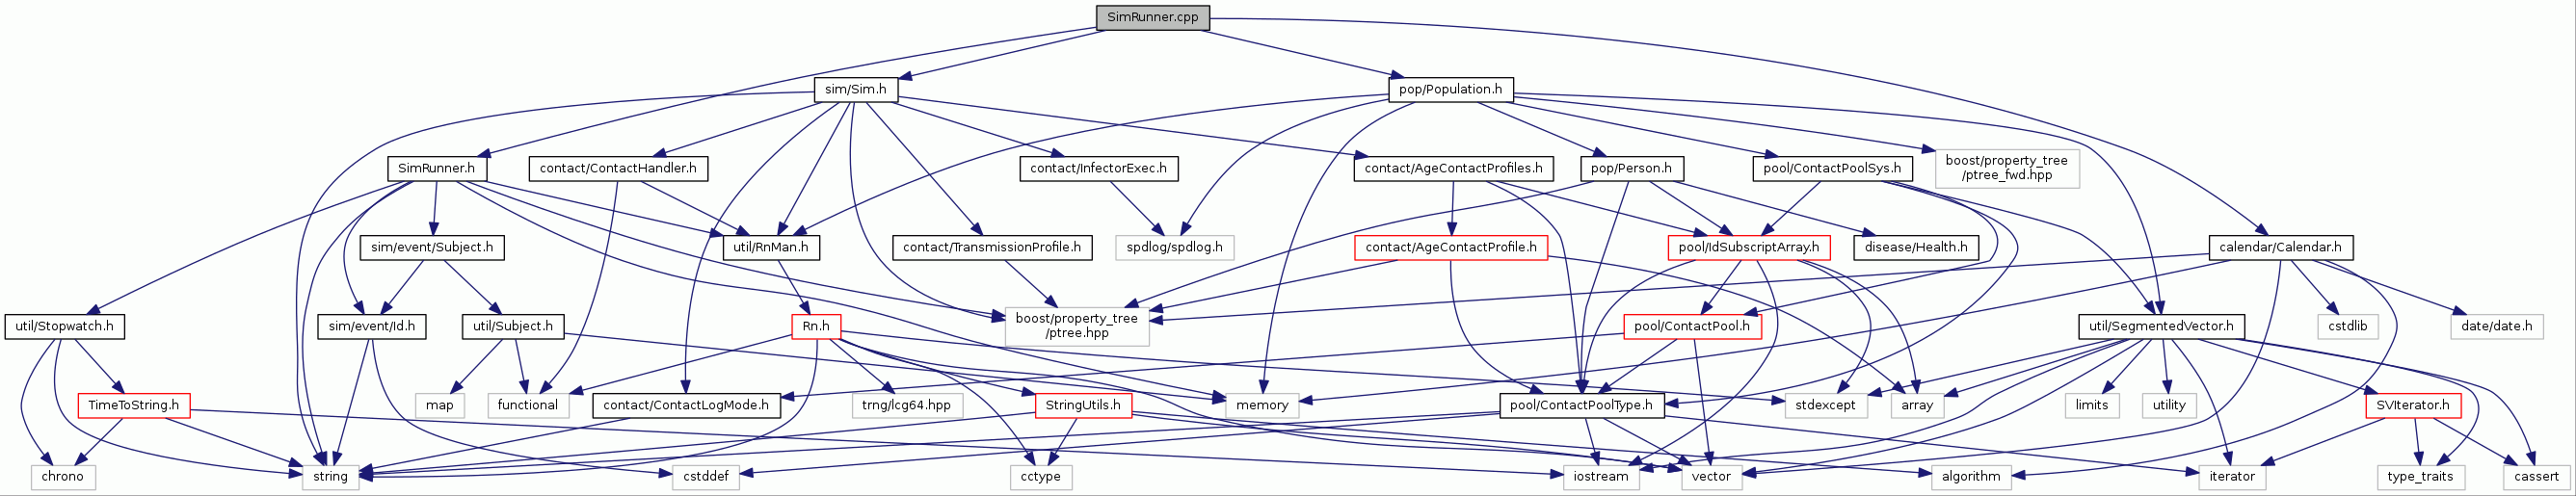 SimRunner.cpp
sim/Sim.h
pop/Population.h
SimRunner.h
contact/ContactHandler.h
contact/InfectorExec.h
contact/AgeContactProfiles.h
pop/Person.h
pool/ContactPoolSys.h
boost/property_tree
/ptree_fwd.hpp
sim/event/Subject.h
util/RnMan.h
contact/TransmissionProfile.h
spdlog/spdlog.h
contact/AgeContactProfile.h
pool/IdSubscriptArray.h
disease/Health.h
calendar/Calendar.h
util/Stopwatch.h
sim/event/Id.h
util/Subject.h
Rn.h
boost/property_tree
/ptree.hpp
pool/ContactPool.h
util/SegmentedVector.h
cstdlib
date/date.h
TimeToString.h
map
functional
contact/ContactLogMode.h
trng/lcg64.hpp
StringUtils.h
memory
pool/ContactPoolType.h
stdexcept
array
limits
utility
SVIterator.h
chrono
string
cstddef
cctype
iostream
vector
algorithm
iterator
type_traits
cassert